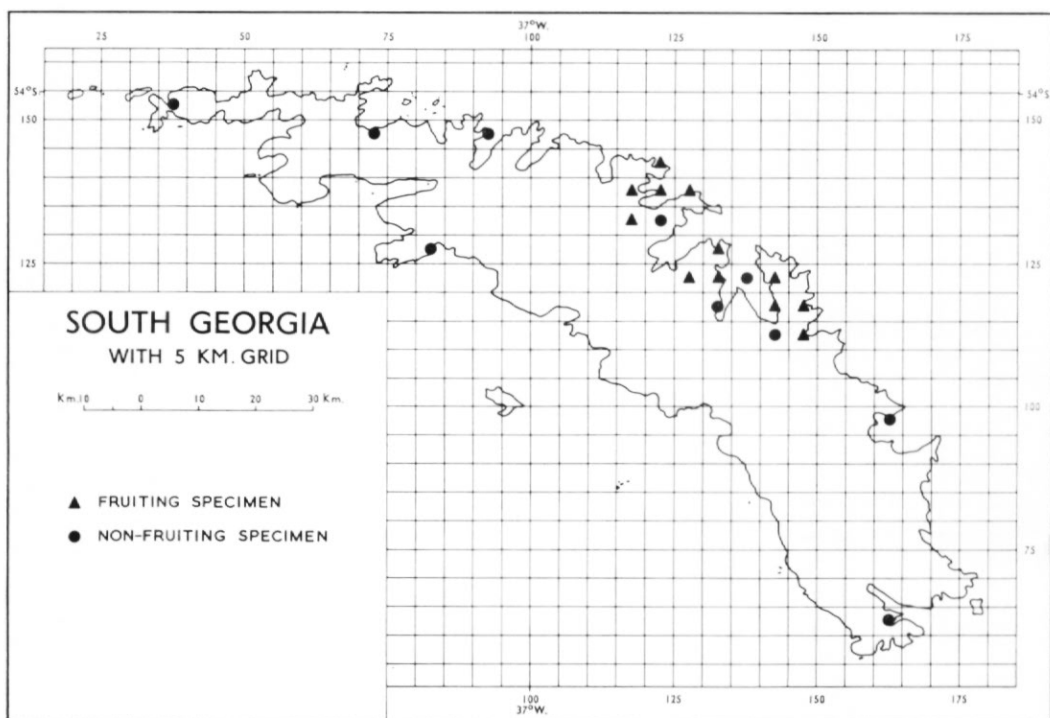 37°W.
25 50 75 100 125 150 175
54°S 54°S
150 150
125 125
SOUTH GEORGIA
WITH 5 KM. GRID
Km.10 0 10 20 30 Km.
100
▲ FRUITING SPECIMEN
● NON-FRUITING SPECIMEN
75
100 125 150 175
37°W.